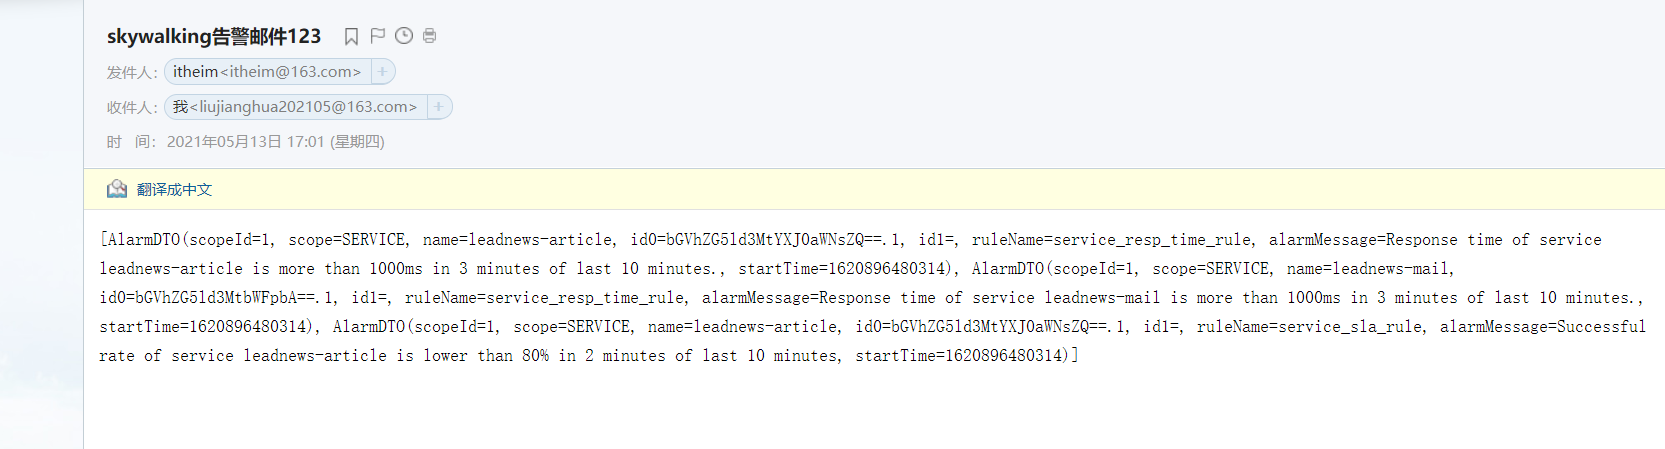 skywalking告警邮件123
发件人： itheim<itheim@163.com> +
收件人： 我<liujianghua202105@163.com> +
时 间： 2021年05月13日 17:01 (星期四)
翻译成中文
[AlarmDTO(scopeId=1, scope=SERVICE, name=leadnews-article, id0=bGVhZG5ld3MtYXJ0aWNsZQ==.1, id1=, ruleName=service_resp_time_rule, alarmMessage=Response time of service
leadnews-article is more than 1000ms in 3 minutes of last 10 minutes., startTime=1620896480314), AlarmDTO(scopeId=1, scope=SERVICE, name=leadnews-mail,
id0=bGVhZG5ld3MtbWFpbA==.1, id1=, ruleName=service_resp_time_rule, alarmMessage=Response time of service leadnews-mail is more than 1000ms in 3 minutes of last 10 minutes.,
startTime=1620896480314), AlarmDTO(scopeId=1, scope=SERVICE, name=leadnews-article, id0=bGVhZG5ld3MtYXJ0aWNsZQ==.1, id1=, ruleName=service_sla_rule, alarmMessage=Successful
rate of service leadnews-article is lower than 80% in 2 minutes of last 10 minutes, startTime=1620896480314)]